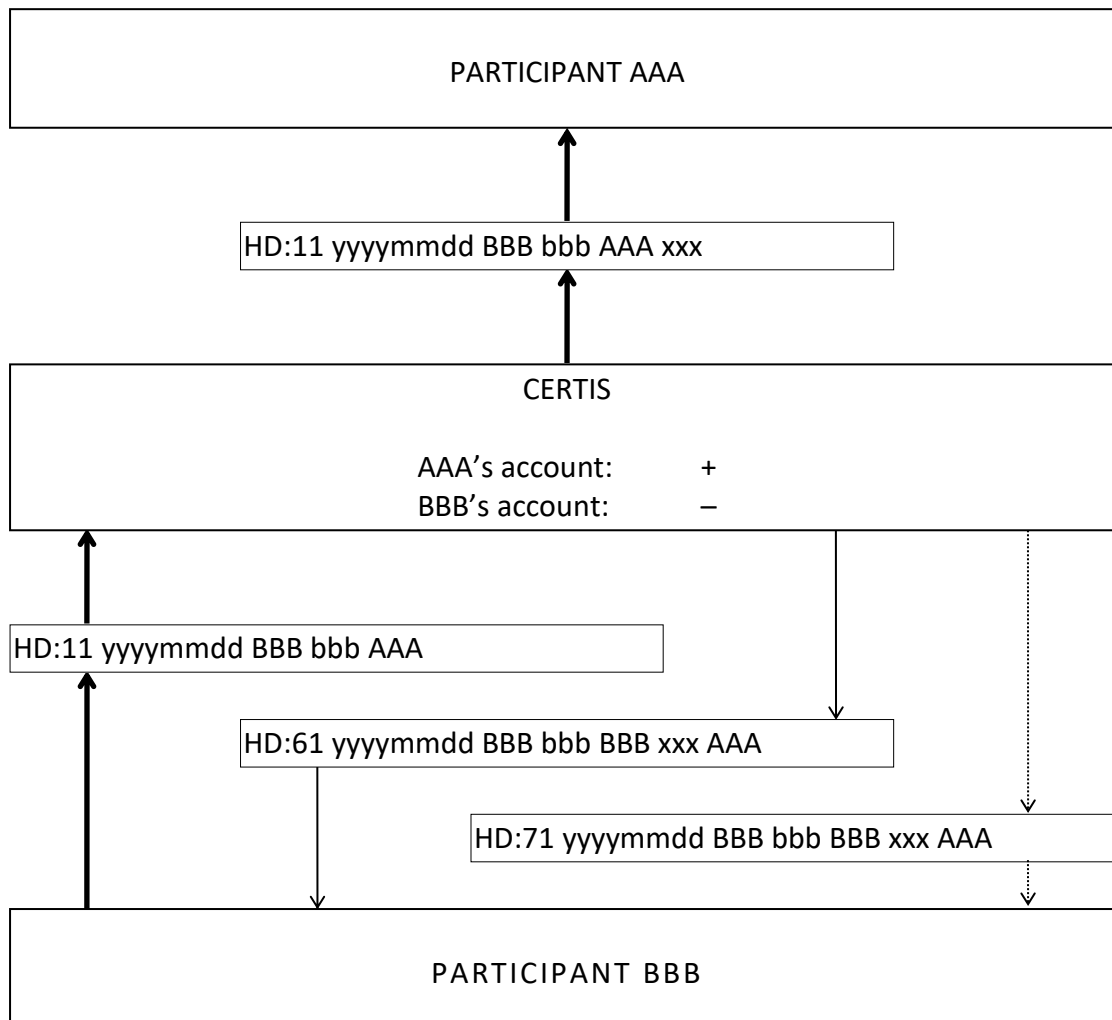 PARTICIPANT AAA
HD:11 yyyymmdd BBB bbb AAA xxx
CERTIS
AAA’s account: +
BBB’s account: –
HD:11 yyyymmdd BBB bbb AAA
HD:61 yyyymmdd BBB bbb BBB xxx AAA
HD:71 yyyymmdd BBB bbb BBB xxx AAA
PARTICIPANT BBB